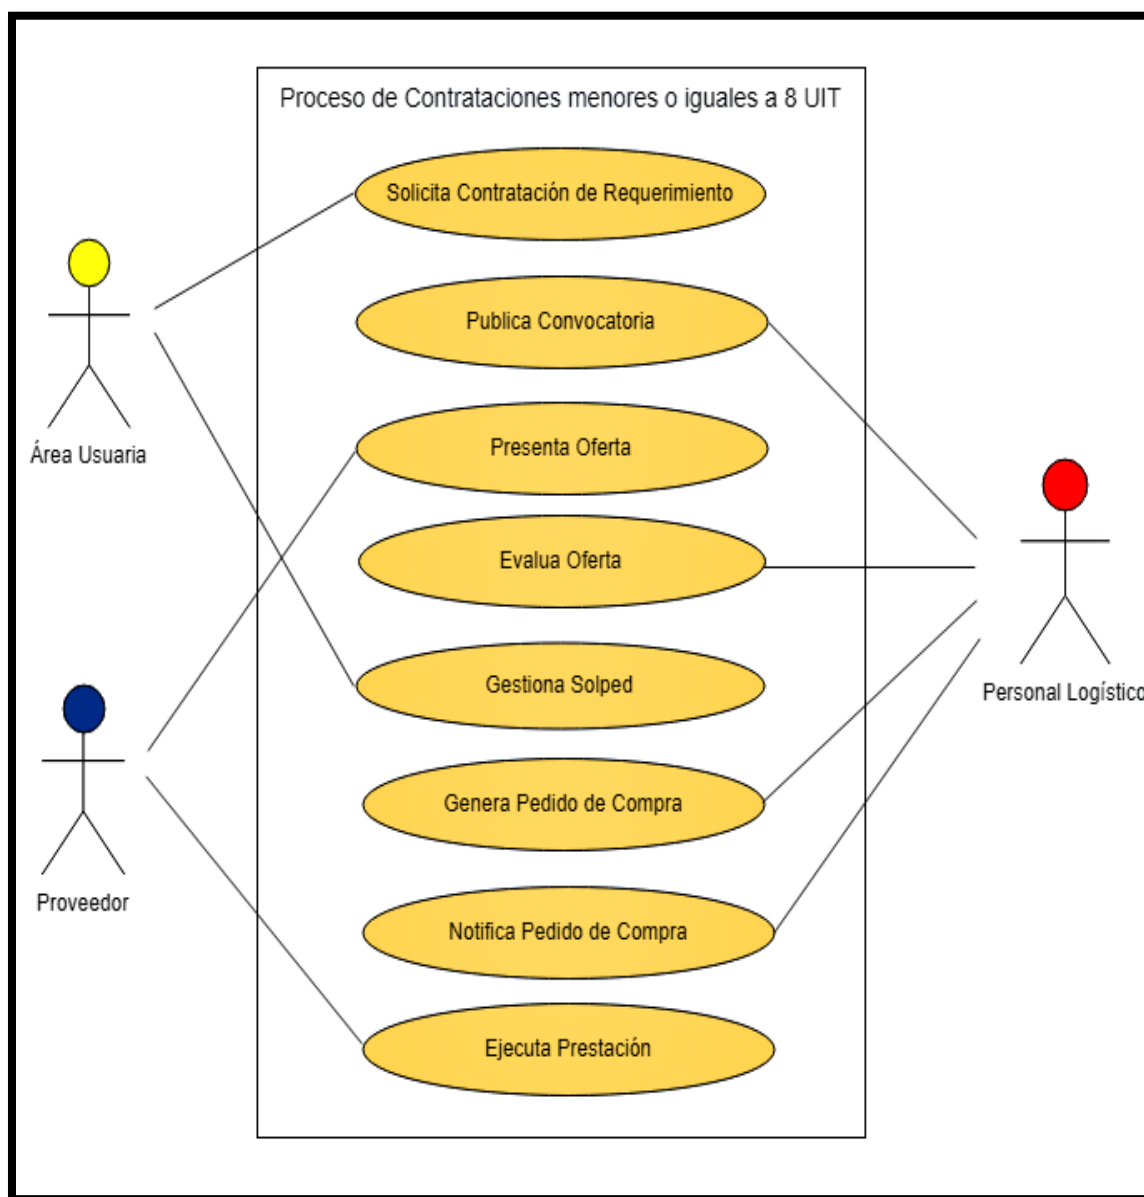 Proceso de Contrataciones menores o iguales a 8 UIT
Solicita Contratación de Requerimiento
Publica Convocatoria
Presenta Oferta
Área Usuaria
Evalua Oferta
Gestiona Solped
Personal Logístico
Genera Pedido de Compra
Proveedor
Notifica Pedido de Compra
Ejecuta Prestación